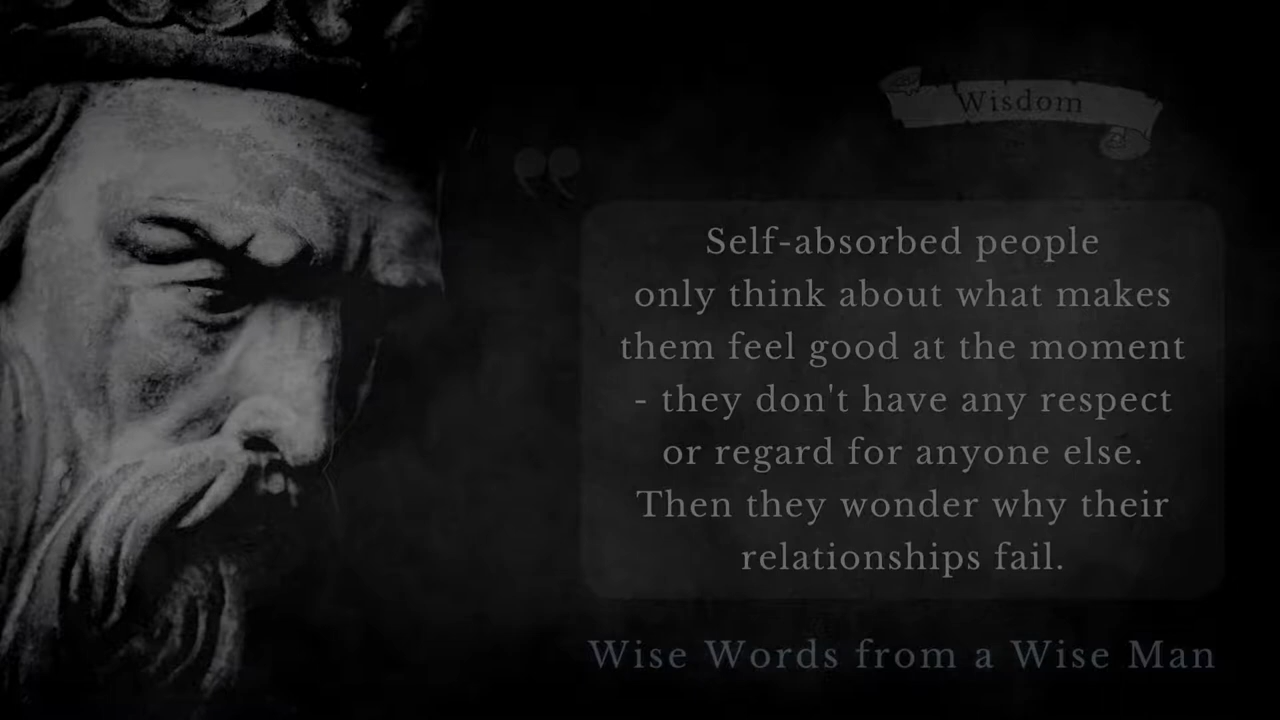 Wisdom
Self-absorbed people
only think about what makes
them feel good at the moment
- they don't have any respect
or regard for anyone else.
Then they wonder why their
relationships fail.
Wise Words from a Wise Man